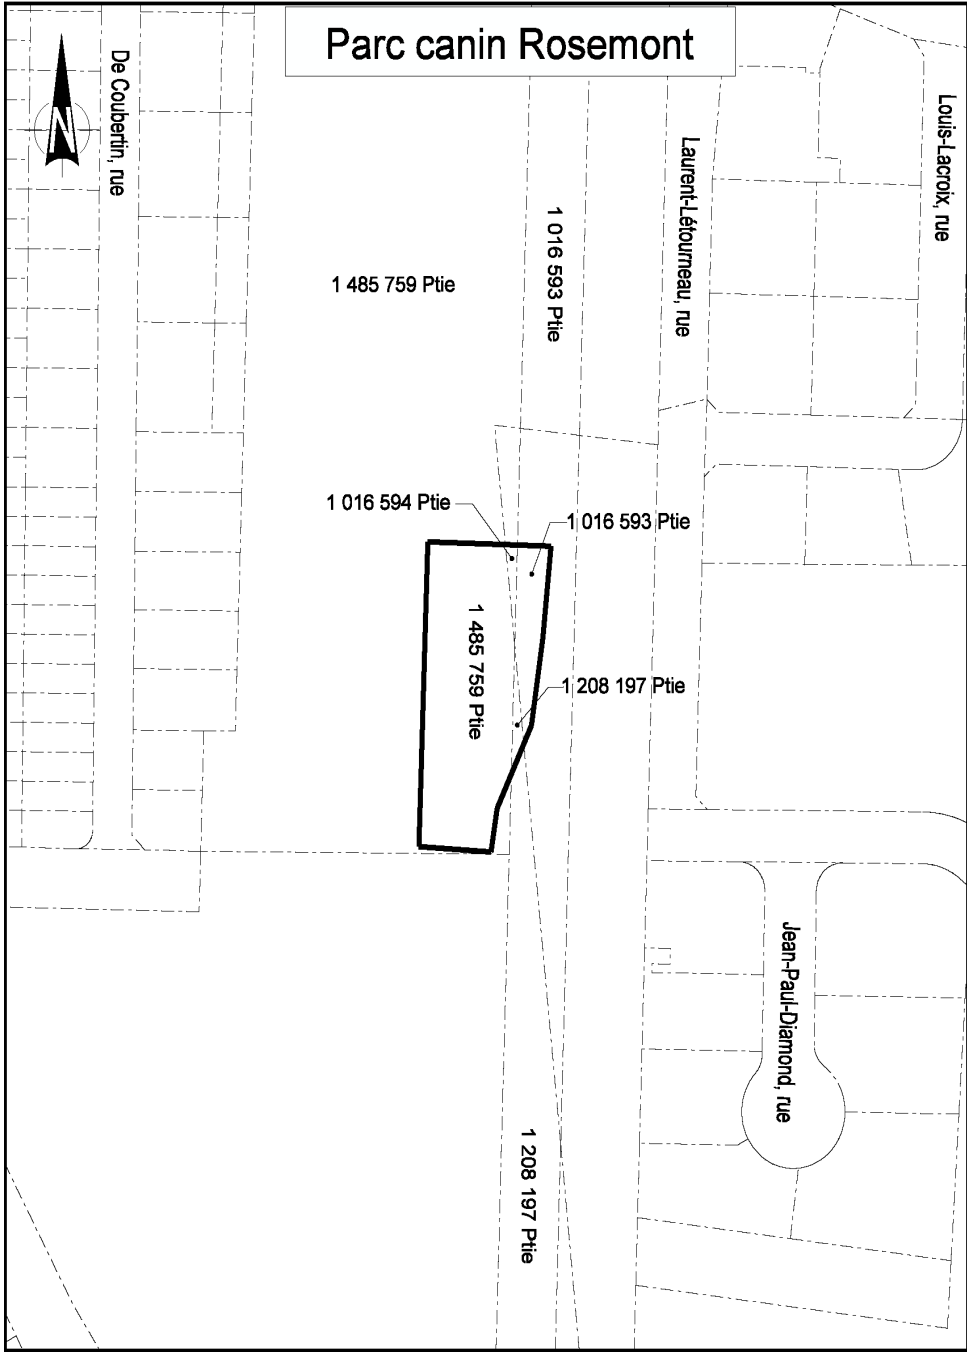 Parc canin Rosemont
N
De Coubertin, rue
Louis-Lacroix, rue
Laurent-Létourneau, rue
1 016 593 Ptie
1 485 759 Ptie
1 016 594 Ptie
1 016 593 Ptie
1 485 759 Ptie
1 208 197 Ptie
Jean-Paul-Diamond, rue
1 208 197 Ptie